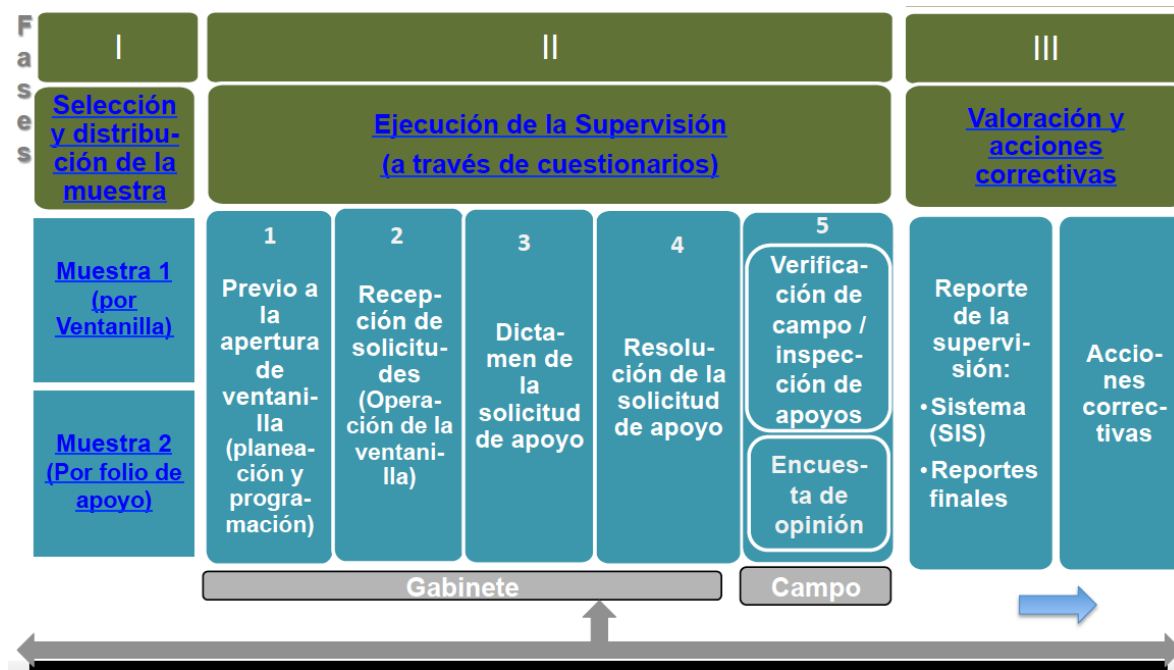 Fases
I
Selección
y distribu-
ción de la
muestra
Muestra 1
(por
Ventanilla)
Muestra 2
(Por folio de
apoyo)
II
Ejecución de la Supervisión
(a través de cuestionarios)
1
Previo a
la
apertura
de
ventani-
lla
(planea-
ción y
progra-
mación)
2
Recep-
ción de
solicitu-
des
(Opera-
ción de la
ventani-
lla)
3
Dicta-
men de
la
solicitud
de apoyo
4
Resolu-
ción de la
solicitud
de apoyo
5
Verifica-
ción de
campo /
inspec-
ción de
apoyos
Encues-
ta de
opinión
Gabinete
Campo
III
Valoración y
acciones
correctivas
Reporte
de la
supervi-
sión:
•Sistema
(SIS)
•Reportes
finales
Accio-
nes
correc-
tivas